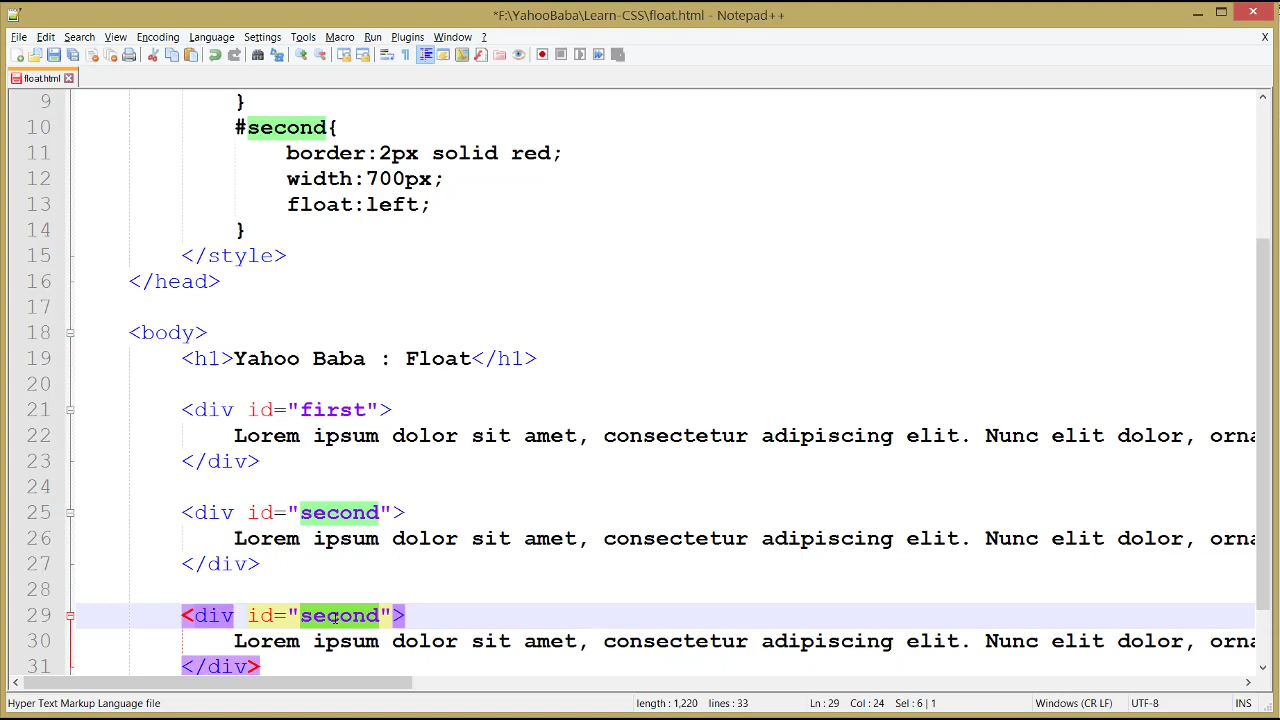 *F:\YahooBaba\Learn-CSS\float.html - Notepad++
File Edit Search View Encoding Language Settings Tools Macro Run Plugins Window ? X
float.html
9 }
10 #second{
11 border:2px solid red;
12 width:700px;
13 float:left;
14 }
15 </style>
16 </head>
17
18 <body>
19 <h1>Yahoo Baba : Float</h1>
20
21 <div id="first">
22 Lorem ipsum dolor sit amet, consectetur adipiscing elit. Nunc elit dolor, orna
23 </div>
24
25 <div id="second">
26 Lorem ipsum dolor sit amet, consectetur adipiscing elit. Nunc elit dolor, orna
27 </div>
28
29 <div id="second">
30 Lorem ipsum dolor sit amet, consectetur adipiscing elit. Nunc elit dolor, orna
31 </div>
Hyper Text Markup Language file length : 1,220 lines : 33 Ln : 29 Col : 24 Sel : 6 | 1 Windows (CR LF) UTF-8 INS